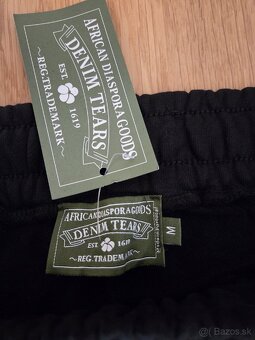 AFRICAN DIASPORA GOODS
DENIM TEARS
EST. 1619
~REG.TRADEMARK~
AFRICAN DIASPORA GOODS
DENIM TEARS
EST. 1619
~REG. TRADEMARK~
M
© Bazos.sk